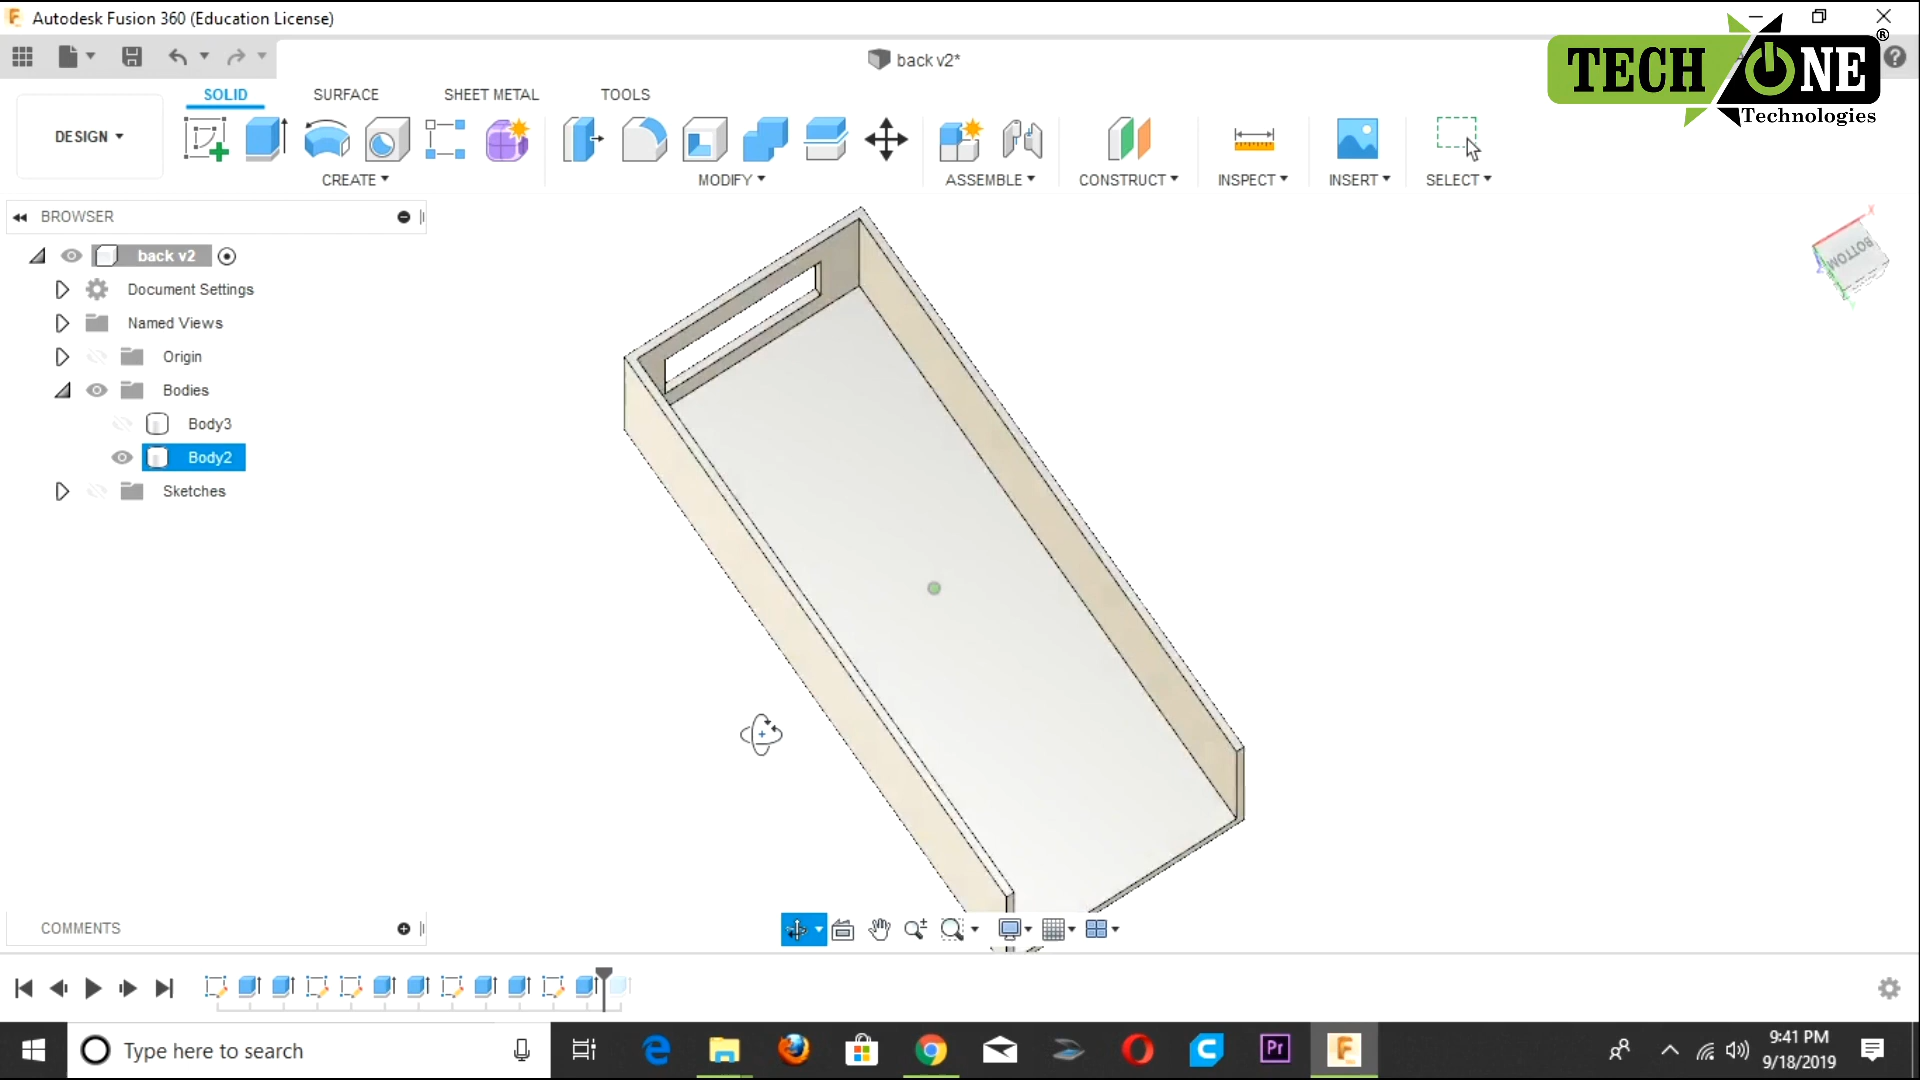 Autodesk Fusion 360 (Education License)
TECH ONE ®
Technologies
back v2*
SOLID SURFACE SHEET METAL TOOLS
DESIGN
CREATE MODIFY ASSEMBLE CONSTRUCT INSPECT INSERT SELECT
BROWSER
back v2
Document Settings
Named Views
Origin
Bodies
Body3
Body2
Sketches
BOTTOM
X
COMMENTS
Type here to search
Pr
9:41 PM
9/18/2019